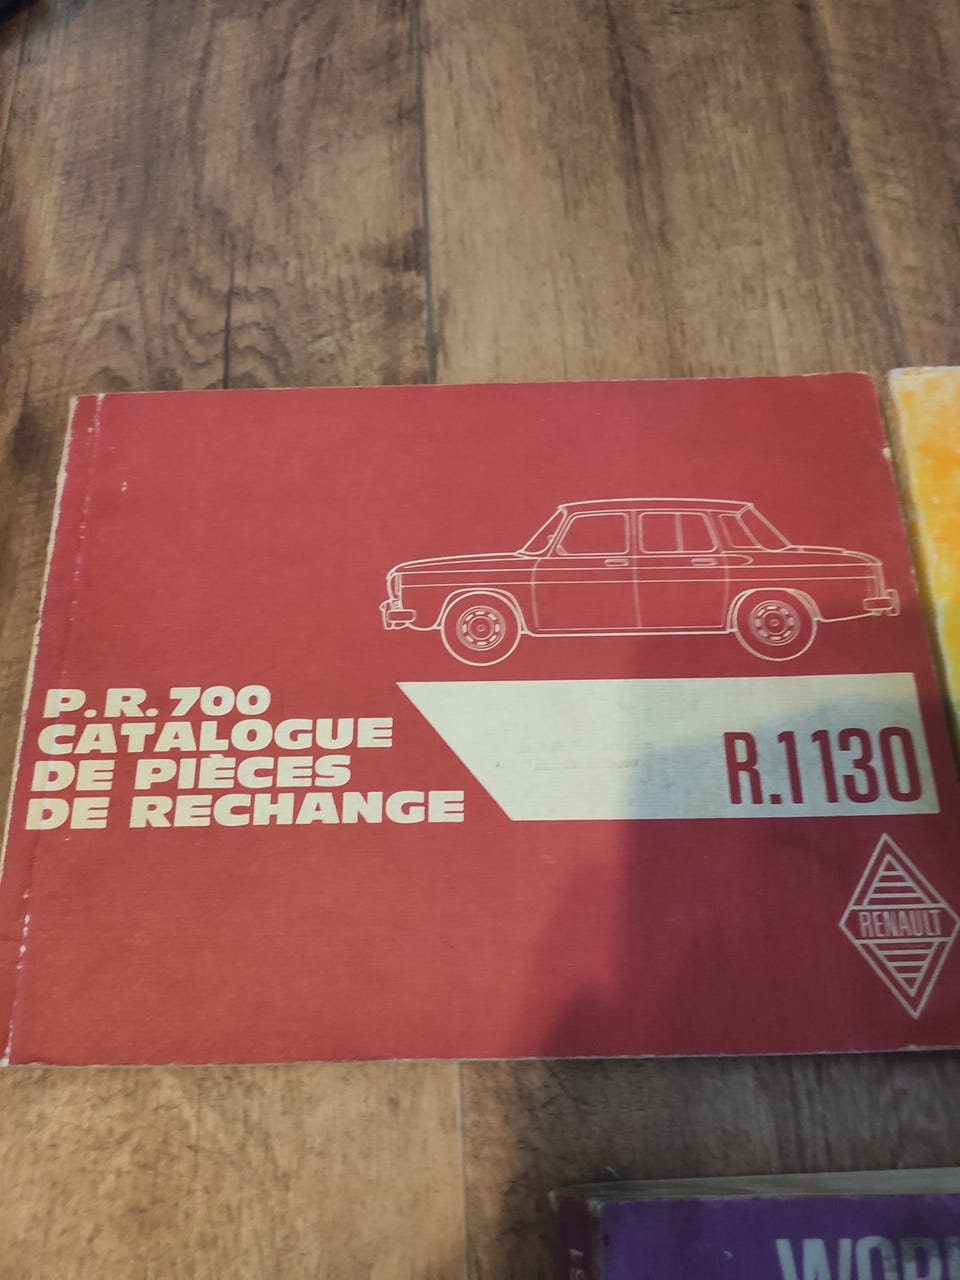 P.R. 700
CATALOGUE
DE PIÈCES
DE RECHANGE
R.1130
RENAULT